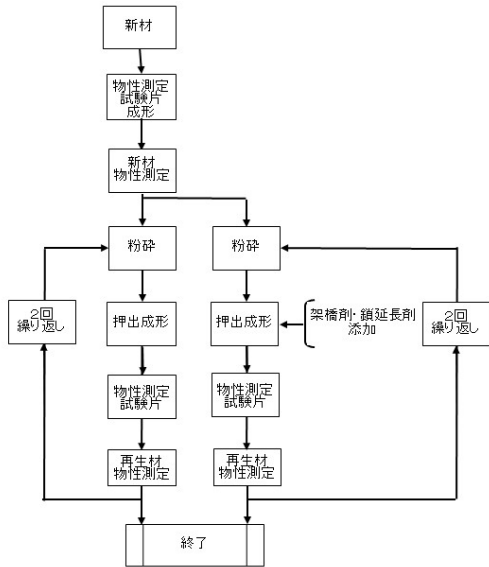 新材
物性測定
試験片
成形
新材
物性測定
粉砕
粉砕
2回
繰り返し
押出成形
押出成形
架橋剤・鎖延長剤
添加
2回
繰り返し
物性測定
試験片
物性測定
試験片
再生材
物性測定
再生材
物性測定
終了